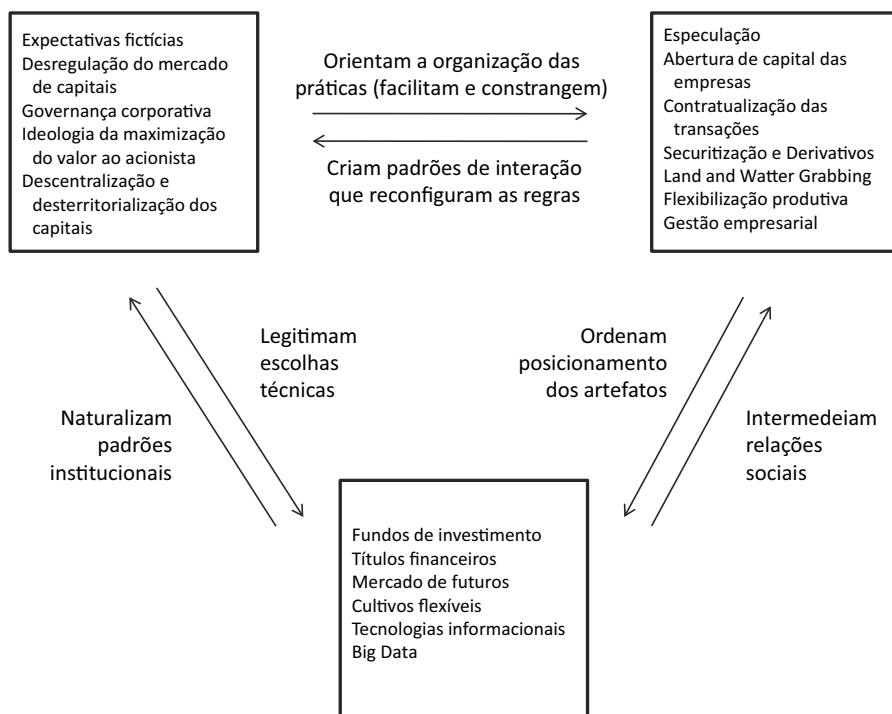 Expectativas fictícias
Desregulação do mercado
de capitais
Governança corporativa
Ideologia da maximização
do valor ao acionista
Descentralização e
desterritorialização dos
capitais
Orientam a organização das
práticas (facilitam e constrangem)
Criam padrões de interação
que reconfiguram as regras
Especulação
Abertura de capital das
empresas
Contratualização das
transações
Securitização e Derivativos
Land and Watter Grabbing
Flexibilização produtiva
Gestão empresarial
Legitimam
escolhas
técnicas
Naturalizam
padrões
institucionais
Ordenam
posicionamento
dos artefatos
Intermedeiam
relações
sociais
Fundos de investimento
Títulos financeiros
Mercado de futuros
Cultivos flexíveis
Tecnologias informacionais
Big Data